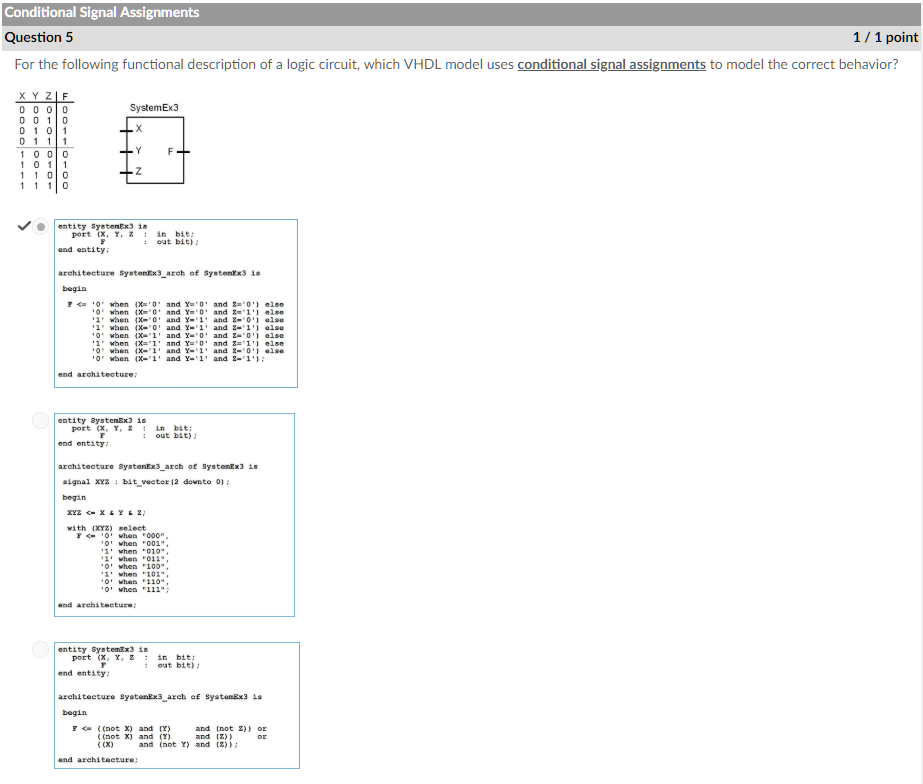 Conditional Signal Assignments
Question 5 1 / 1 point
For the following functional description of a logic circuit, which VHDL model uses conditional signal assignments to model the correct behavior?
X Y Z F
0 0 0 0
0 0 1 0
0 1 0 1
0 1 1 1
1 0 0 0
1 0 1 1
1 1 0 0
1 1 1 0
SystemEx3
X
Y F
Z
entity SystemEx3 is
port (X, Y, Z : in bit;
F : out bit);
end entity;
architecture SystemEx3_arch of SystemEx3 is
begin
F <= '0' when (X='0' and Y='0' and Z='0') else
'0' when (X='0' and Y='0' and Z='1') else
'1' when (X='0' and Y='1' and Z='0') else
'1' when (X='0' and Y='1' and Z='1') else
'0' when (X='1' and Y='0' and Z='0') else
'1' when (X='1' and Y='0' and Z='1') else
'0' when (X='1' and Y='1' and Z='0') else
'0' when (X='1' and Y='1' and Z='1');
end architecture;
entity SystemEx3 is
port (X, Y, Z : in bit;
F : out bit);
end entity;
architecture SystemEx3_arch of SystemEx3 is
signal XYZ : bit_vector(2 downto 0);
begin
XYZ <= X & Y & Z;
with (XYZ) select
F <= '0' when "000",
'0' when "001",
'1' when "010",
'1' when "011",
'0' when "100",
'1' when "101",
'0' when "110",
'0' when "111";
end architecture;
entity SystemEx3 is
port (X, Y, Z : in bit;
F : out bit);
end entity;
architecture SystemEx3_arch of SystemEx3 is
begin
F <= ((not X) and (Y) and (not Z)) or
((not X) and (Y) and (Z)) or
((X) and (not Y) and (Z));
end architecture;